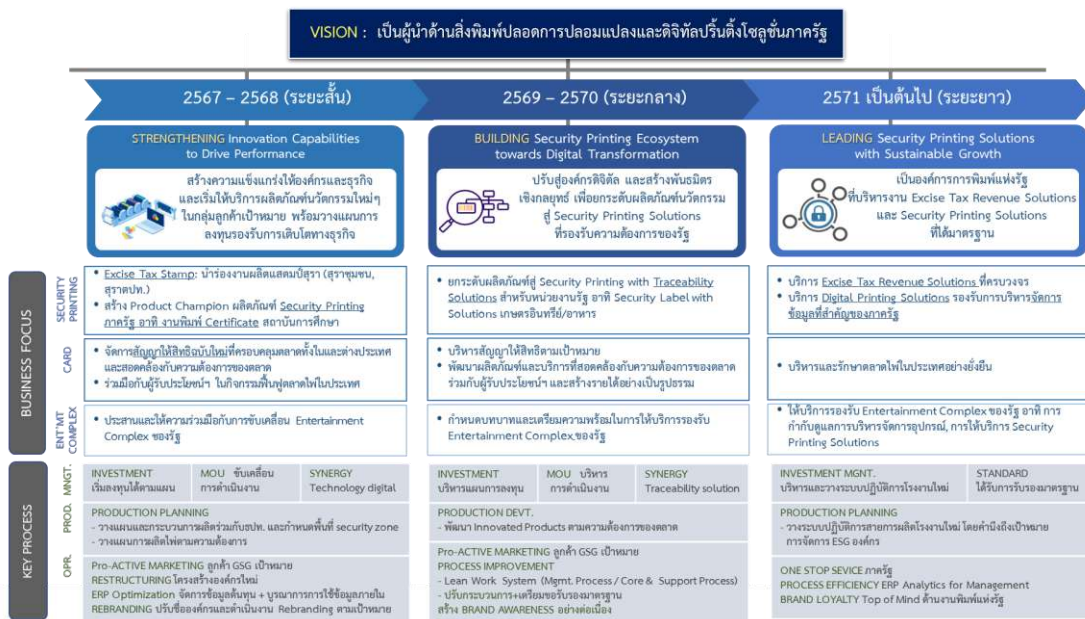 VISION : เป็นผู้นำด้านสิ่งพิมพ์ปลอดการปลอมแปลงและดิจิทัลปริ้นติ้งโซลูชั่นภาครัฐ
2567 – 2568 (ระยะสั้น)
2569 – 2570 (ระยะกลาง)
2571 เป็นต้นไป (ระยะยาว)
STRENGTHENING Innovation Capabilities
to Drive Performance
สร้างความแข็งแกร่งให้องค์กรและธุรกิจ
และเริ่มให้บริการผลิตภัณฑ์นวัตกรรมใหม่ๆ
ในกลุ่มลูกค้าเป้าหมาย พร้อมวางแผนการ
ลงทุนรองรับการเติบโตทางธุรกิจ
BUILDING Security Printing Ecosystem
towards Digital Transformation
ปรับสู่องค์กรดิจิตัล และสร้างพันธมิตร
เชิงกลยุทธ์ เพื่อยกระดับผลิตภัณฑ์นวัตกรรม
สู่ Security Printing Solutions
ที่รองรับความต้องการของรัฐ
LEADING Security Printing Solutions
with Sustainable Growth
เป็นองค์การการพิมพ์แห่งรัฐ
ที่บริหารงาน Excise Tax Revenue Solutions
และ Security Printing Solutions
ที่ได้มาตรฐาน
BUSINESS FOCUS
SECURITY
PRINTING
• Excise Tax Stamp: นำร่องงานผลิตแสตมป์สุรา (สุราชุมชน,
สุราตปท.)
• สร้าง Product Champion ผลิตภัณฑ์ Security Printing
ภาครัฐ อาทิ งานพิมพ์ Certificate สถาบันการศึกษา
• ยกระดับผลิตภัณฑ์สู่ Security Printing with Traceability
Solutions สำหรับหน่วยงานรัฐ อาทิ Security Label with
Solutions เกษตรอินทรีย์/อาหาร
• บริการ Excise Tax Revenue Solutions ที่ครบวงจร
• บริการ Digital Printing Solutions รองรับการบริหารจัดการ
ข้อมูลที่สำคัญของภาครัฐ
CARD
• จัดการสัญญาให้สิทธิฉบับใหม่ที่ครอบคลุมตลาดทั้งในและต่างประเทศ
และสอดคล้องกับความต้องการของตลาด
• ร่วมมือกับผู้รับประโยชน์ฯ ในกิจกรรมฟื้นฟูตลาดไพ่ในประเทศ
• บริหารสัญญาให้สิทธิตามเป้าหมาย
• พัฒนาผลิตภัณฑ์และบริการที่สอดคล้องกับความต้องการของตลาด
ร่วมกับผู้รับประโยชน์ฯ และสร้างรายได้อย่างเป็นรูปธรรม
• บริหารและรักษาตลาดไพ่ในประเทศอย่างยั่งยืน
ENT'MT
COMPLEX
• ประสานและให้ความร่วมมือกับการขับเคลื่อน Entertainment
Complex ของรัฐ
• กำหนดบทบาทและเตรียมความพร้อมในการให้บริการรองรับ
Entertainment Complex ของรัฐ
• ให้บริการรองรับ Entertainment Complex ของรัฐ อาทิ การ
กำกับดูแลการบริหารจัดการอุปกรณ์, การให้บริการ Security
Printing Solutions
KEY PROCESS
MNGT.
INVESTMENT
เริ่มลงทุนได้ตามแผน
MOU ขับเคลื่อน
การดำเนินงาน
SYNERGY
Technology digital
INVESTMENT
บริหารแผนการลงทุน
MOU บริหาร
การดำเนินงาน
SYNERGY
Traceability solution
INVESTMENT MGNT.
บริหารและวางระบบปฏิบัติการโรงงานใหม่
STANDARD
ได้รับการรับรองมาตรฐาน
PROD.
PRODUCTION PLANNING
- วางแผนและกระบวนการผลิตร่วมกับธปท. และกำหนดพื้นที่ security zone
- วางแผนการผลิตไพ่ตามความต้องการ
PRODUCTION DEVT.
- พัฒนา Innovated Products ตามความต้องการของตลาด
PRODUCTION PLANNING
- วางระบบปฏิบัติการสายการผลิตโรงงานใหม่ โดยคำนึงถึงเป้าหมาย
การจัดการ ESG องค์กร
OPR.
Pro-ACTIVE MARKETING ลูกค้า GSG เป้าหมาย
RESTRUCTURING โครงสร้างองค์กรใหม่
ERP Optimization จัดการข้อมูลต้นทุน + บูรณาการการใช้ข้อมูลภายใน
REBRANDING ปรับชื่อองค์กรและดำเนินงาน Rebranding ตามเป้าหมาย
Pro-ACTIVE MARKETING ลูกค้า GSG เป้าหมาย
PROCESS IMPROVEMENT
- Lean Work System (Mgmt. Process / Core & Support Process)
- ปรับกระบวนการ+เตรียมขอรับรองมาตรฐาน
สร้าง BRAND AWARENESS อย่างต่อเนื่อง
ONE STOP SEVICE ภาครัฐ
PROCESS EFFICIENCY ERP Analytics for Management
BRAND LOYALTY Top of Mind ด้านงานพิมพ์แห่งรัฐ